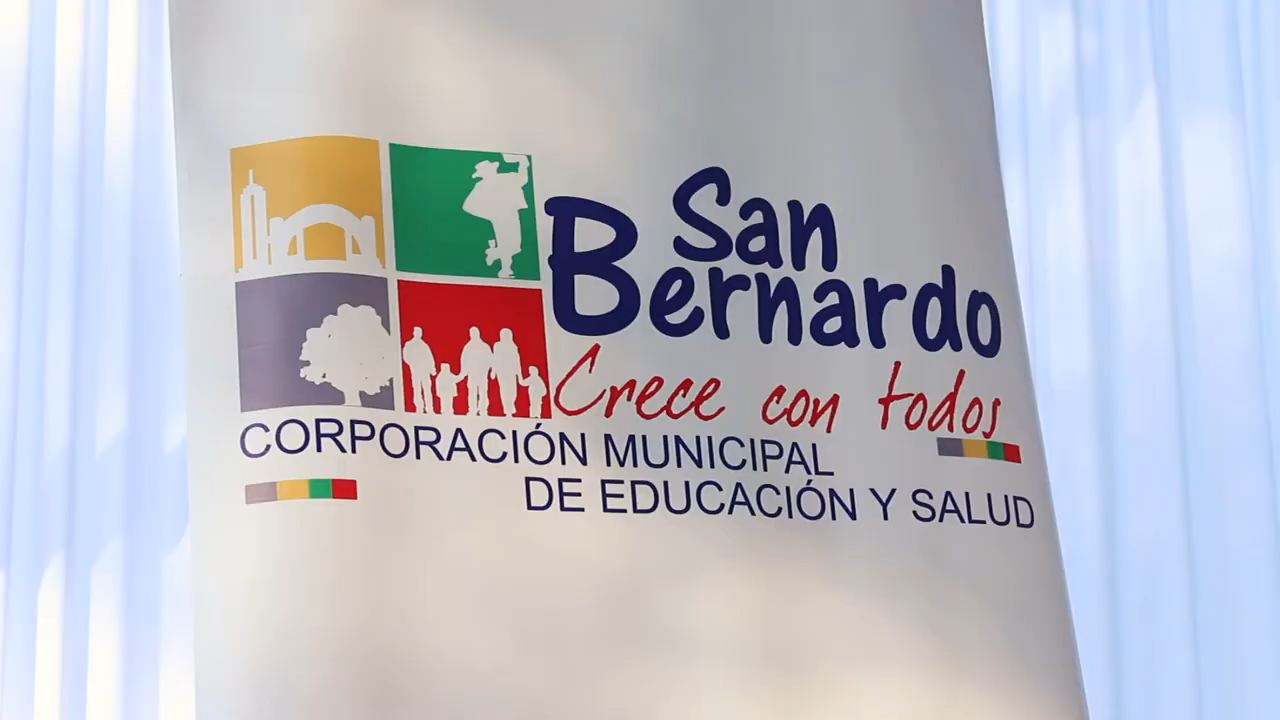 San
Bernardo
Crece con todos
CORPORACIÓN MUNICIPAL
DE EDUCACIÓN Y SALUD